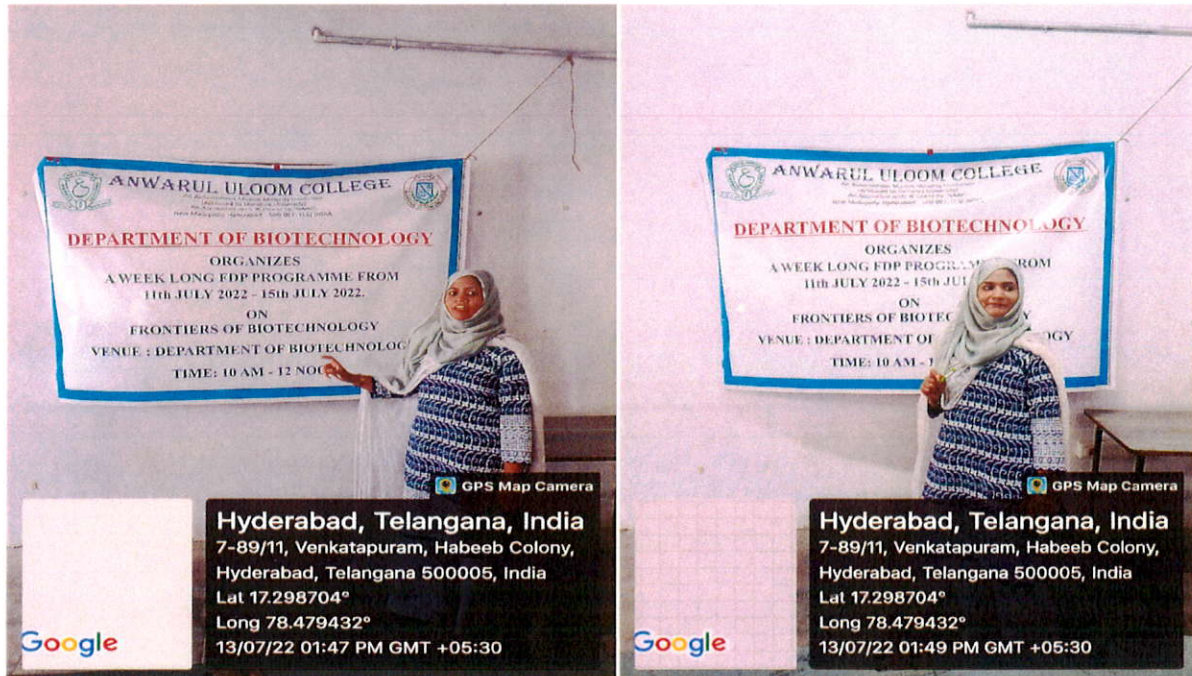 ANWARUL ULOOM COLLEGE
DEPARTMENT OF BIOTECHNOLOGY
ORGANIZES
A WEEK LONG FDP PROGRAMME FROM
11th JULY 2022 - 15th JULY 2022.
ON
FRONTIERS OF BIOTECHNOLOGY
VENUE : DEPARTMENT OF BIOTECHNOLOG
TIME: 10 AM - 12 NOO
GPS Map Camera
Hyderabad, Telangana, India
7-89/11, Venkatapuram, Habeeb Colony,
Hyderabad, Telangana 500005, India
Lat 17.298704°
Long 78.479432°
13/07/22 01:47 PM GMT +05:30
Google
ANWARUL ULOOM COLLEGE
DEPARTMENT OF BIOTECHNOLOGY
ORGANIZES
A WEEK LONG FDP PROGRAMME FROM
11th JULY 2022 - 15th JUL
ON
FRONTIERS OF BIOTEC GY
VENUE : DEPARTMENT OF B OGY
TIME: 10 AM - 1
GPS Map Camera
Hyderabad, Telangana, India
7-89/11, Venkatapuram, Habeeb Colony,
Hyderabad, Telangana 500005, India
Lat 17.298704°
Long 78.479432°
13/07/22 01:49 PM GMT +05:30
Google